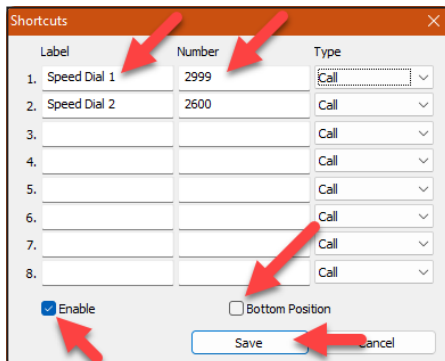 Shortcuts
Label Number Type
1. Speed Dial 1 2999 Call
2. Speed Dial 2 2600 Call
3. Call
4. Call
5. Call
6. Call
7. Call
8. Call
Enable Bottom Position
Save Cancel